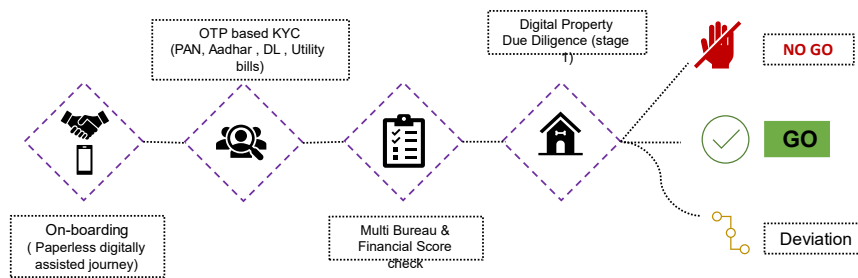 OTP based KYC
(PAN, Aadhar , DL , Utility
bills)
Digital Property
Due Diligence (stage
1)
NO GO
GO
On-boarding
( Paperless digitally
assisted journey)
Multi Bureau &
Financial Score
check
Deviation